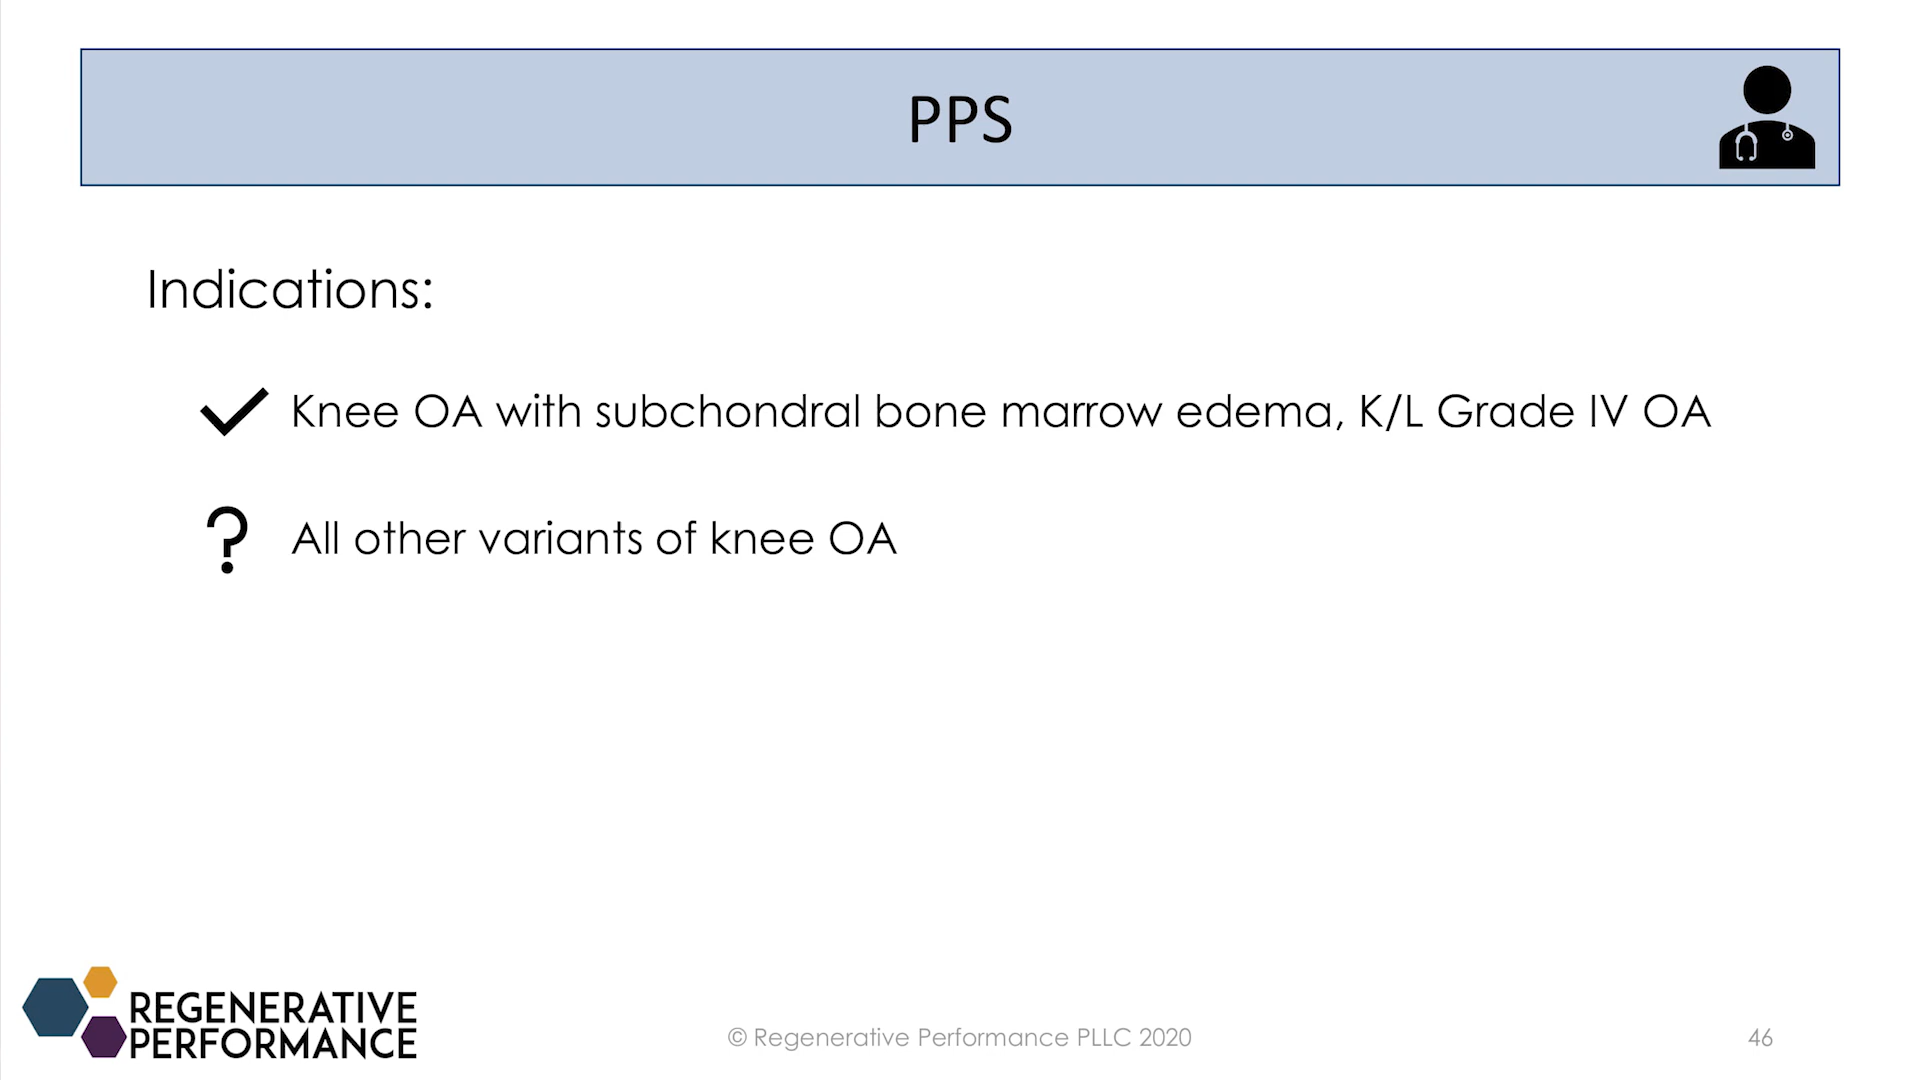 PPS
Indications:
Knee OA with subchondral bone marrow edema, K/L Grade IV OA
? All other variants of knee OA
REGENERATIVE
PERFORMANCE
© Regenerative Performance PLLC 2020
46